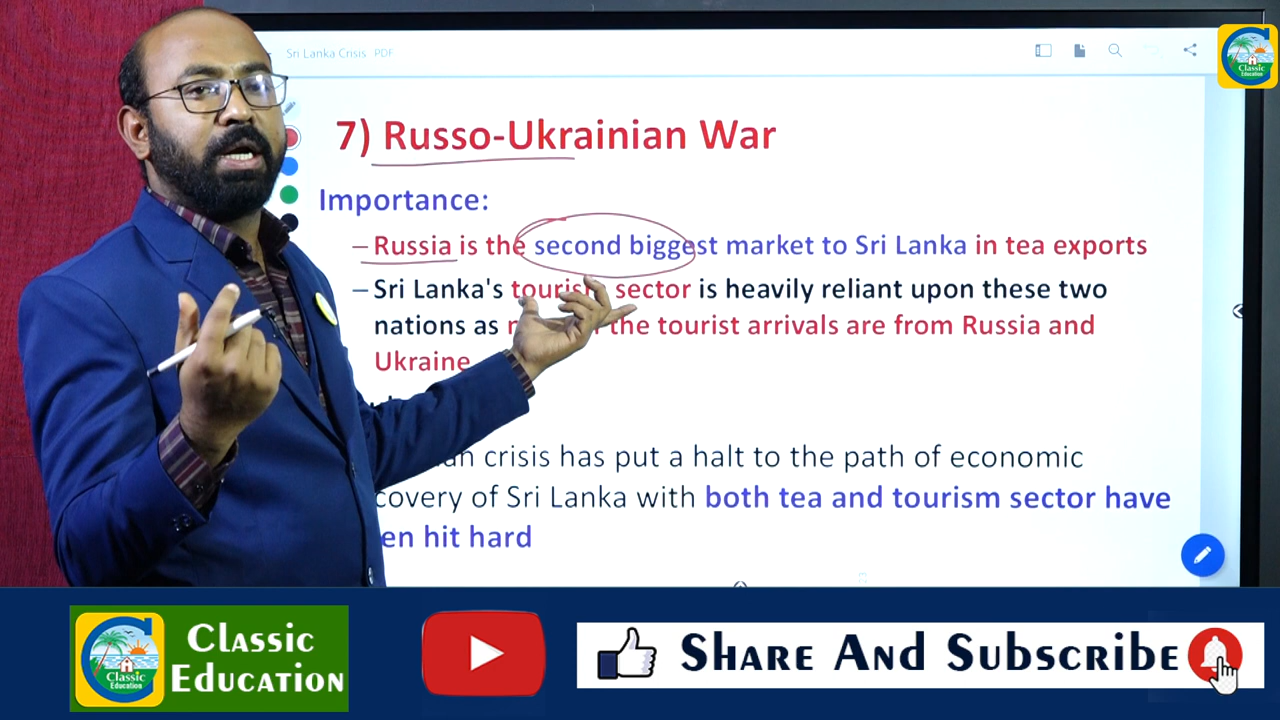 Sri Lanka Crisis PDF
Classic
Education
7) Russo-Ukrainian War
Importance:
– Russia is the second biggest market to Sri Lanka in tea exports
– Sri Lanka's tourism sector is heavily reliant upon these two
nations as the tourist arrivals are from Russia and
Ukraine
crisis has put a halt to the path of economic
covery of Sri Lanka with both tea and tourism sector have
en hit hard
Classic
Education
Classic
Education
Share And Subscribe